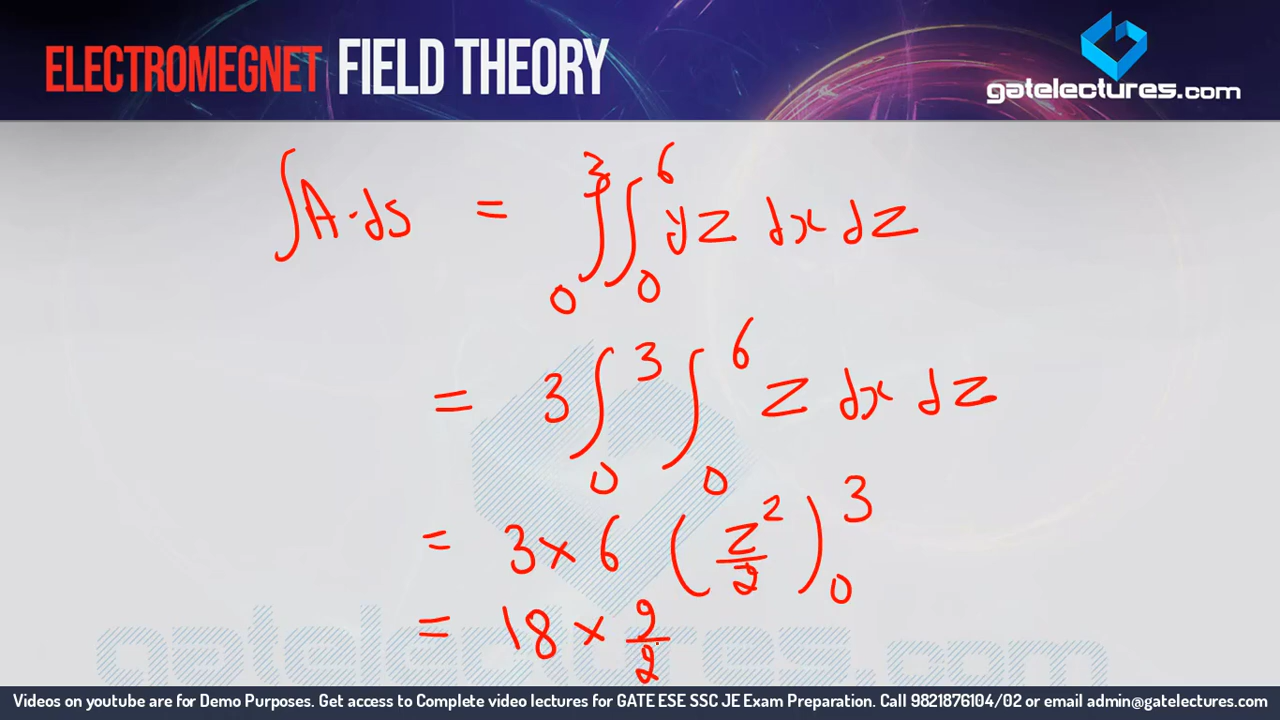 ELECTROMEGNET FIELD THEORY
gatelectures.com
∫A·ds = ∫₀³∫₀⁶ yz dx dz
= 3∫₀³ ∫₀⁶ z dx dz
= 3 × 6 (z²/2)₀³
= 18 × 9/2
gatelectures.com
Videos on youtube are for Demo Purposes. Get access to Complete video lectures for GATE ESE SSC JE Exam Preparation. Call 9821876104/02 or email admin@gatelectures.com